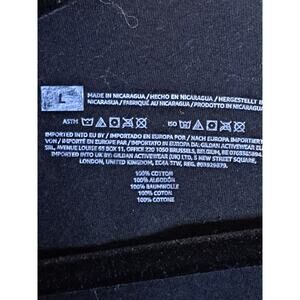 L
MADE IN NICARAGUA / HECHO EN NICARAGUA / HERGESTELLT IN
NICARAGUA / FABRIQUÉ AU NICARAGUA / PRODOTTO IN NICARAGUA
ASTM ISO
IMPORTED INTO EU BY / IMPORTADO EN EUROPA POR / NACH EUROPA IMPORTIERT
VON / IMPORTÉ EN EUROPE PAR / IMPORTATO IN EUROPA DA: GILDAN ACTIVEWEAR
SRL, AVENUE LOUISE 65 BOX 11, OFFICE 1050 BRUSSELS, BELGIUM, BE
IMPORTED INTO UK BY: GILDAN ACTIVEWEAR (UK) LTD, 5 NEW STREET SQUARE,
LONDON, UNITED KINGDOM, EC4A 3TW, REG.
100% COTTON
100% ALGODÓN
100% BAUMWOLLE
100% COTON
100% COTONE